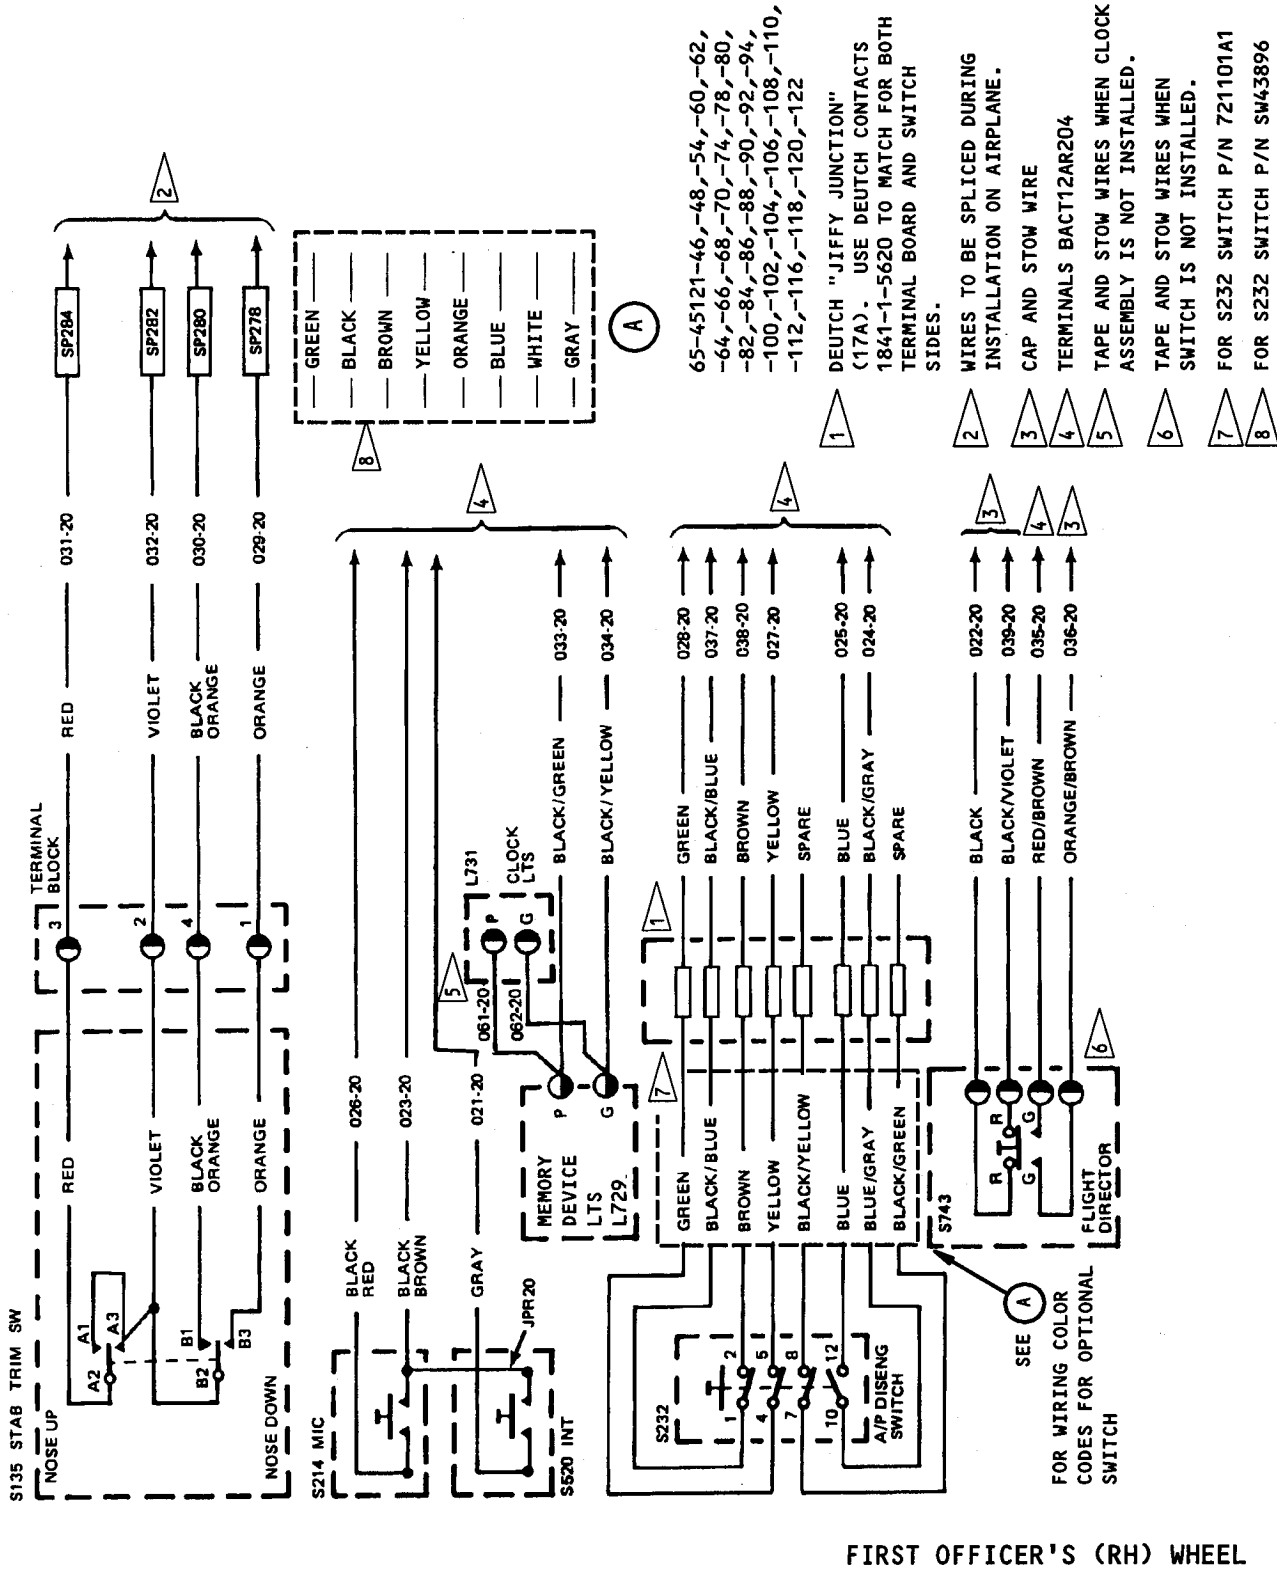 S135 STAB TRIM SW
NOSE UP
NOSE DOWN
A1
A2
A3
B1
B2
B3
RED
VIOLET
BLACK
ORANGE
ORANGE
TERMINAL
BLOCK
3
2
4
1
RED
VIOLET
BLACK
ORANGE
ORANGE
031-20
032-20
030-20
029-20
SP284
SP282
SP280
SP278
2
S214 MIC
S520 INT
JPR20
BLACK
RED
BLACK
BROWN
GRAY
026-20
023-20
021-20
MEMORY
DEVICE
LTS
L729
P
G
061-20
062-20
5
L731
P
G
CLOCK
LTS
BLACK/GREEN
BLACK/YELLOW
033-20
034-20
4
8
GREEN
BLACK
BROWN
YELLOW
ORANGE
BLUE
WHITE
GRAY
A
S232
1
2
4
5
7
8
10
12
A/P DISENG
SWITCH
7
GREEN
BLACK/BLUE
BROWN
YELLOW
BLACK/YELLOW
BLUE
BLUE/GRAY
BLACK/GREEN
1
GREEN
BLACK/BLUE
BROWN
YELLOW
SPARE
BLUE
BLACK/GRAY
SPARE
028-20
037-20
038-20
027-20
025-20
024-20
4
S743
R
R
G
G
FLIGHT
DIRECTOR
6
BLACK
BLACK/VIOLET
RED/BROWN
ORANGE/BROWN
022-20
039-20
035-20
036-20
3
4
3
SEE
A
FOR WIRING COLOR
CODES FOR OPTIONAL
SWITCH
65-45121-46,-48,-54,-60,-62,
-64,-66,-68,-70,-74,-78,-80,
-82,-84,-86,-88,-90,-92,-94,
-100,-102,-104,-106,-108,-110,
-112,-116,-118,-120,-122
1 DEUTCH "JIFFY JUNCTION"
(17A). USE DEUTCH CONTACTS
1841-1-5620 TO MATCH FOR BOTH
TERMINAL BOARD AND SWITCH
SIDES.
2 WIRES TO BE SPLICED DURING
INSTALLATION ON AIRPLANE.
3 CAP AND STOW WIRE
4 TERMINALS BACT12AR204
5 TAPE AND STOW WIRES WHEN CLOCK
ASSEMBLY IS NOT INSTALLED.
6 TAPE AND STOW WIRES WHEN
SWITCH IS NOT INSTALLED.
7 FOR S232 SWITCH P/N 721101A1
8 FOR S232 SWITCH P/N SW43896
FIRST OFFICER'S (RH) WHEEL